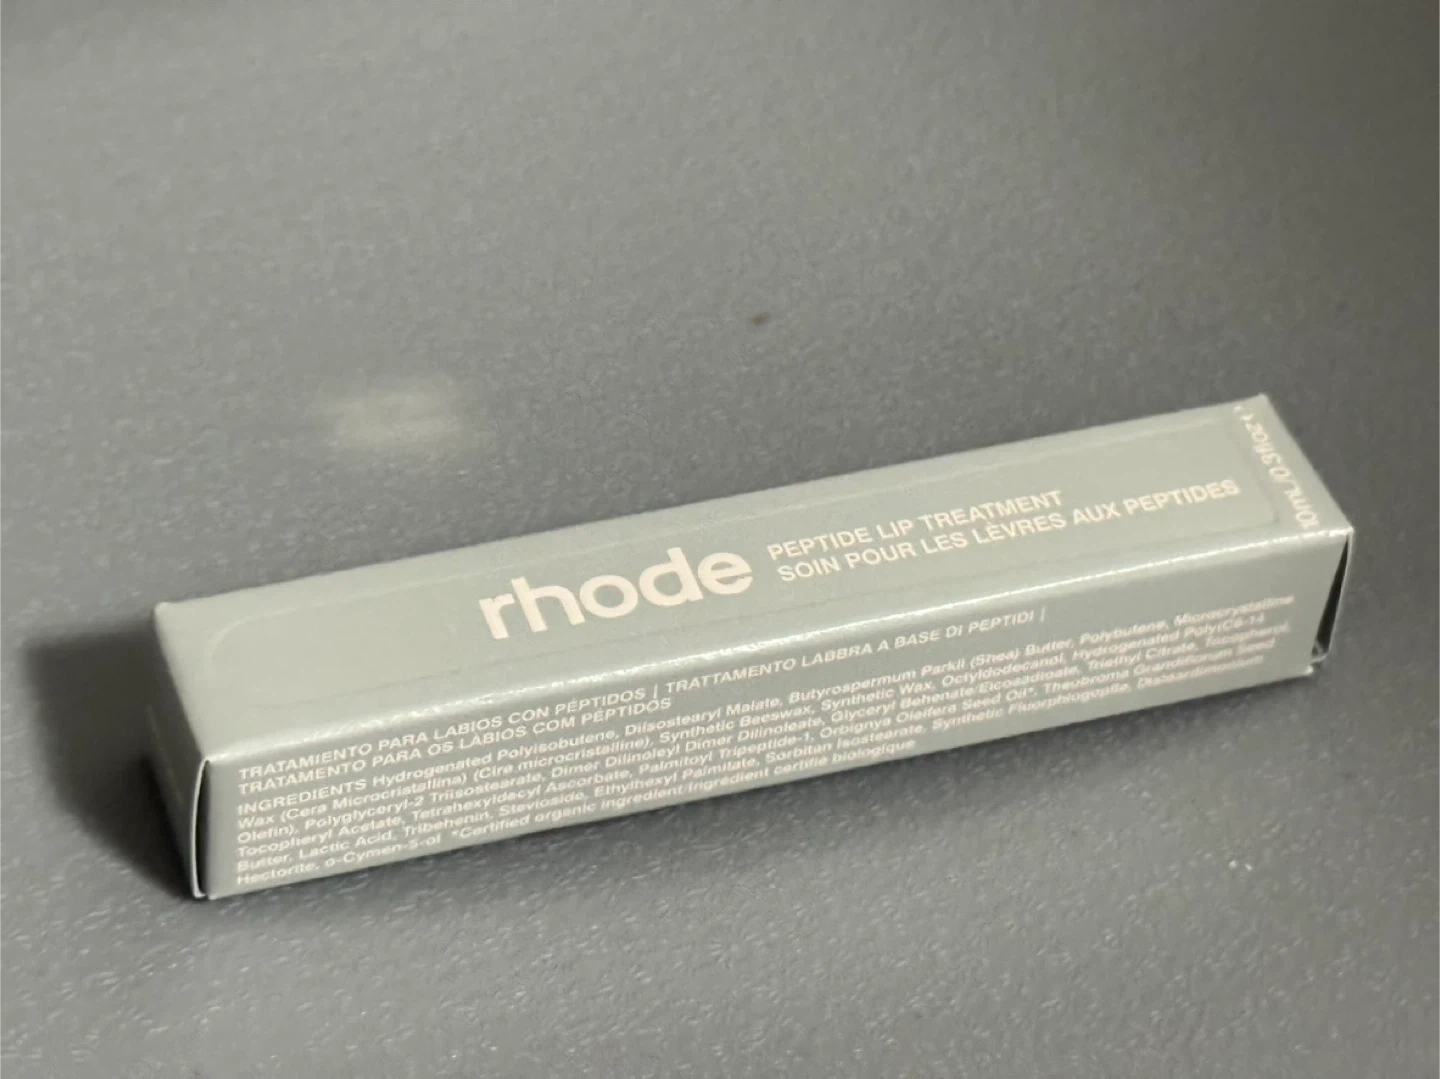 rhode
PEPTIDE LIP TREATMENT
SOIN POUR LES LÈVRES AUX PEPTIDES
10mL/0.3floz
TRATAMIENTO PARA LABIOS CON PÉPTIDOS | TRATTAMENTO LABBRA A BASE DI PEPTIDI |
TRATAMENTO PARA OS LÁBIOS COM PÉPTIDOS
INGREDIENTS Hydrogenated Polyisobutene, Diisostearyl Malate, Butyrospermum Parkii (Shea) Butter, Polybutene, Microcrystalline
Wax (Cera Microcristallina) (Cire microcristalline), Synthetic Beeswax, Synthetic Wax, Octyldodecanol, Hydrogenated Poly(C6-14
Olefin), Polyglyceryl-2 Triisostearate, Dimer Dilinoleyl Dimer Dilinoleate, Glyceryl Behenate/Eicosadioate, Triethyl Citrate, Tocopherol,
Tocopheryl Acetate, Tetrahexyldecyl Ascorbate, Palmitoyl Tripeptide-1, Orbignya Oleifera Seed Oil*, Theobroma Grandiflorum Seed
Butter, Lactic Acid, Tribehenin, Stevioside, Ethylhexyl Palmitate, Sorbitan Isostearate, Synthetic Fluorphlogopite, Disteardimonium
Hectorite, o-Cymen-5-ol *Certified organic ingredient/Ingrédient certifié biologique